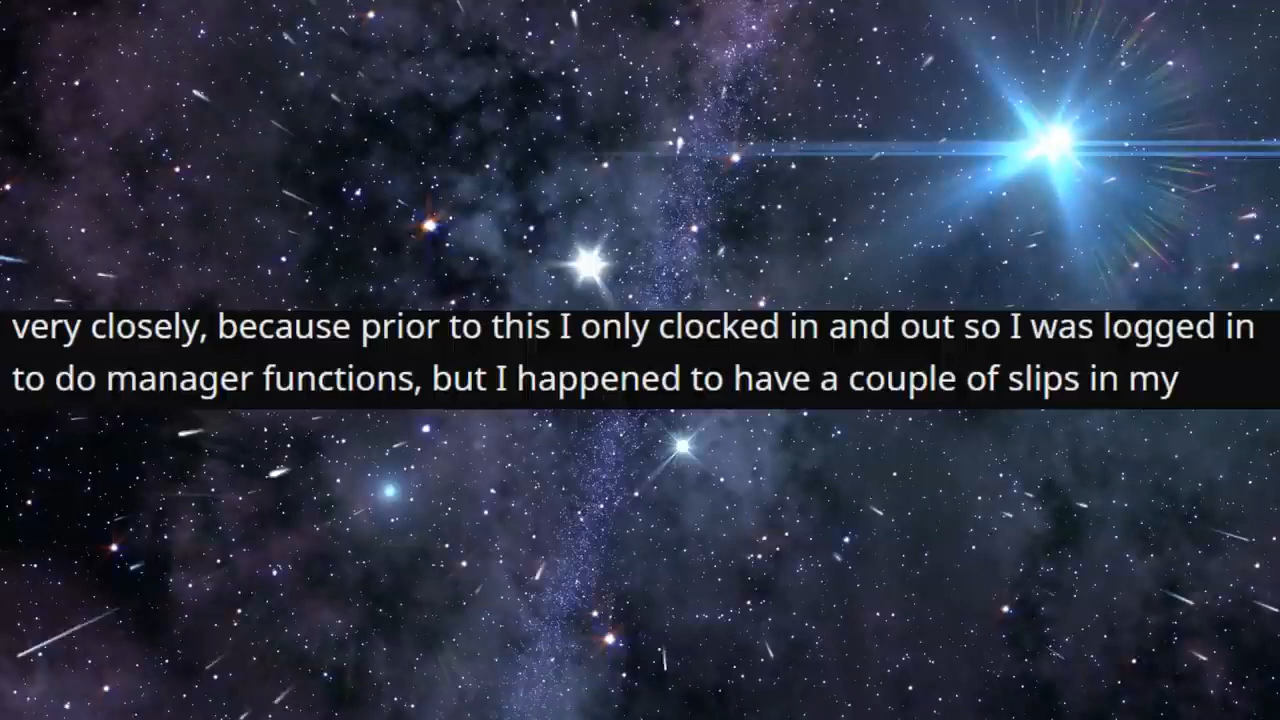 very closely, because prior to this I only clocked in and out so I was logged in
to do manager functions, but I happened to have a couple of slips in my